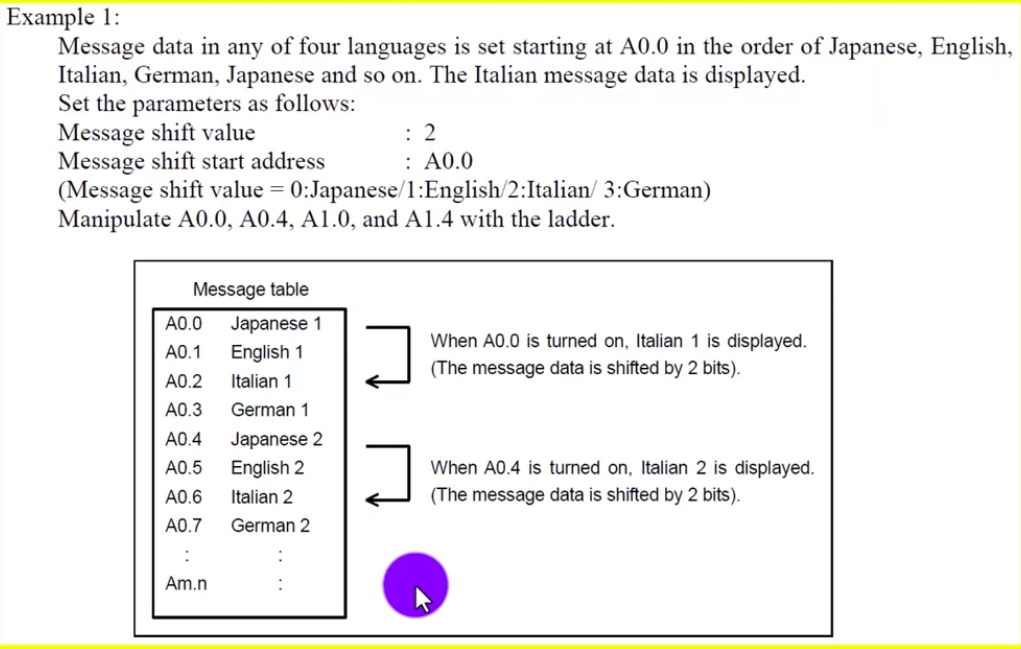 Example 1:
Message data in any of four languages is set starting at A0.0 in the order of Japanese, English,
Italian, German, Japanese and so on. The Italian message data is displayed.
Set the parameters as follows:
Message shift value : 2
Message shift start address : A0.0
(Message shift value = 0:Japanese/1:English/2:Italian/ 3:German)
Manipulate A0.0, A0.4, A1.0, and A1.4 with the ladder.
Message table
A0.0 Japanese 1
A0.1 English 1
A0.2 Italian 1
A0.3 German 1
A0.4 Japanese 2
A0.5 English 2
A0.6 Italian 2
A0.7 German 2
: :
Am.n :
When A0.0 is turned on, Italian 1 is displayed.
(The message data is shifted by 2 bits).
When A0.4 is turned on, Italian 2 is displayed.
(The message data is shifted by 2 bits).